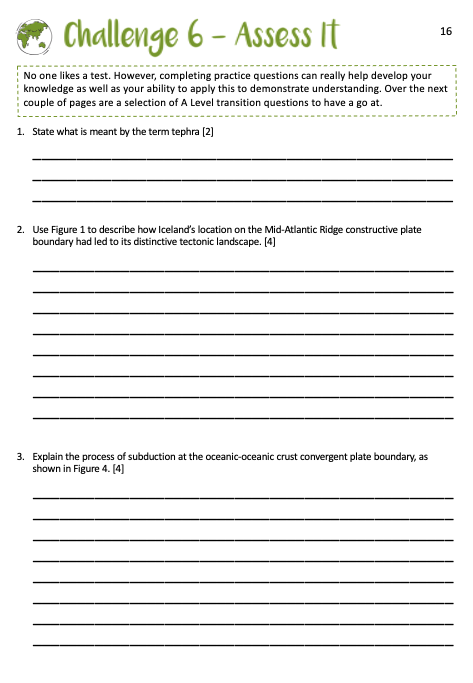 Challenge 6 – Assess It
16
No one likes a test. However, completing practice questions can really help develop your
knowledge as well as your ability to apply this to demonstrate understanding. Over the next
couple of pages are a selection of A Level transition questions to have a go at.
1. State what is meant by the term tephra [2]
2. Use Figure 1 to describe how Iceland's location on the Mid-Atlantic Ridge constructive plate
boundary had led to its distinctive tectonic landscape. [4]
3. Explain the process of subduction at the oceanic-oceanic crust convergent plate boundary, as
shown in Figure 4. [4]